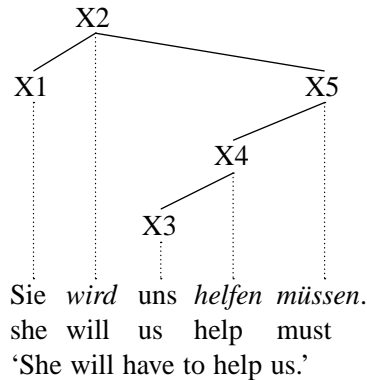 X2
X1 X5
X4
X3
Sie wird uns helfen müssen.
she will us help must
‘She will have to help us.’